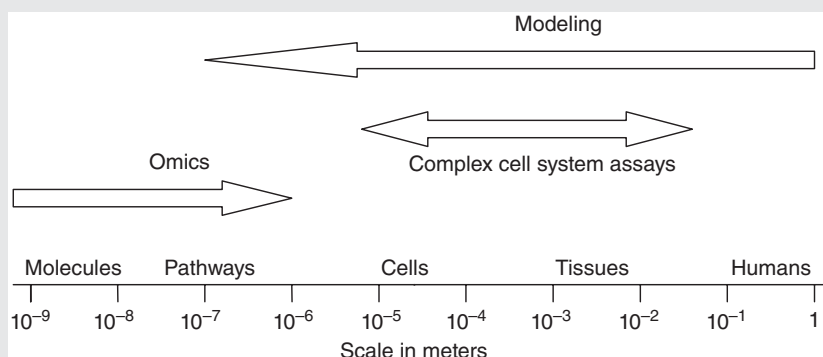 Modeling
Complex cell system assays
Omics
Molecules Pathways Cells Tissues Humans
10⁻⁹ 10⁻⁸ 10⁻⁷ 10⁻⁶ 10⁻⁵ 10⁻⁴ 10⁻³ 10⁻² 10⁻¹ 1
Scale in meters